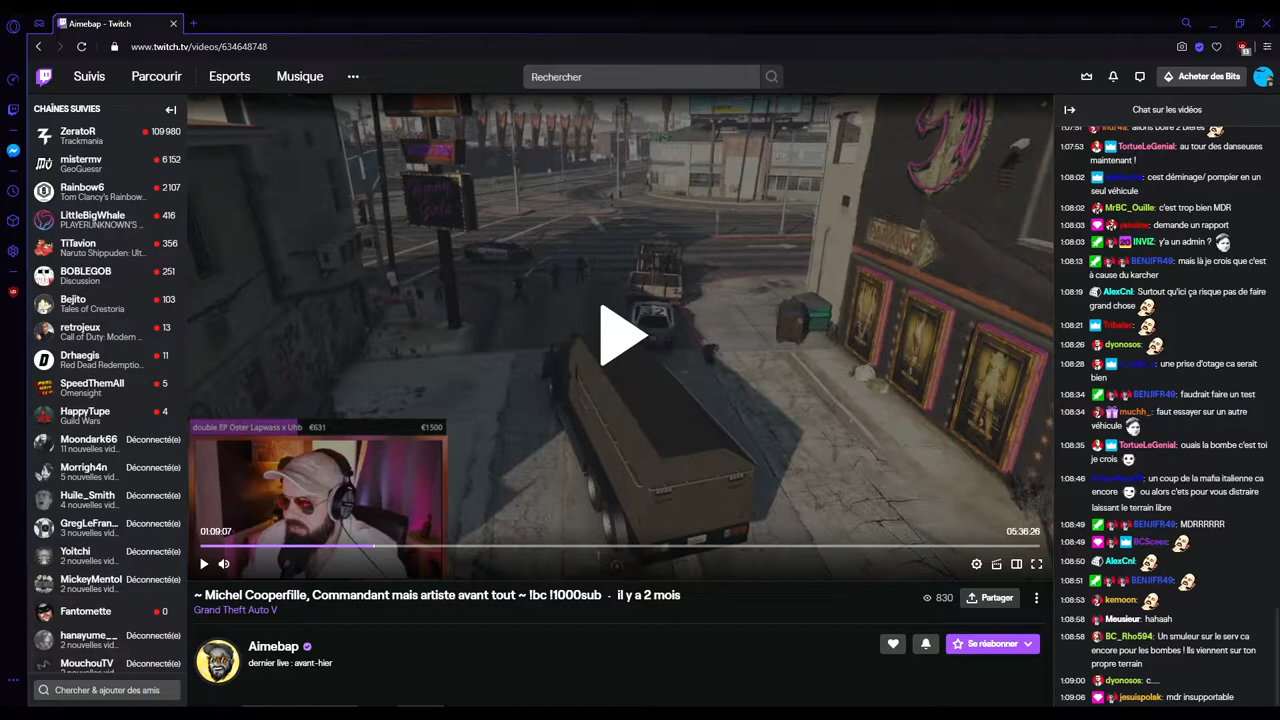 Aimebap - Twitch
www.twitch.tv/videos/634648748
Suivis Parcourir Esports Musique
Rechercher
Acheter des Bits
CHAÎNES SUIVIES
ZeratoR 109 980
Trackmania
mistermv 6 152
GeoGuessr
Rainbow6 2 107
Tom Clancy's Rainbow...
LittleBigWhale 416
PLAYERUNKNOWN'S ...
TiTavion 356
Naruto Shippuden: Ult...
BOBLEGOB 251
Discussion
Bejito 103
Tales of Crestoria
retrojeux 13
Call of Duty: Modern ...
Drhaegis 11
Red Dead Redemptio...
SpeedThemAll 5
Omensight
HappyTupe 4
Guild Wars
Moondark66 Déconnecté(e)
11 nouvelles vid...
Morrigh4n Déconnecté(e)
5 nouvelles vid...
Huile_Smith Déconnecté(e)
4 nouvelles vid...
GregLeFran... Déconnecté(e)
3 nouvelles vid...
Yoitchi Déconnecté(e)
2 nouvelles vid...
MickeyMentol Déconnecté(e)
2 nouvelles vid...
Fantomette 0
hanayume__ Déconnecté(e)
2 nouvelles vid...
MouchouTV Déconnecté(e)
Chercher & ajouter des amis
double EP Oster Lapwass x Uhb €631 €1500
01:09:07 05:36:26
~ Michel Cooperfille, Commandant mais artiste avant tout ~ !bc !1000sub · il y a 2 mois
Grand Theft Auto V
830
Partager
Aimebap
dernier live : avant-hier
Se réabonner
Chat sur les vidéos
1:07:51 allons boire 2 bières
1:07:53 TortueLeGenial: au tour des danseuses
maintenant !
1:08:02 cest déminage/ pompier en un
seul véhicule
1:08:02 MrBC_Ouille: c'est trop bien MDR
1:08:03 demande un rapport
1:08:03 20 INVIZ: y'a un admin ?
1:08:13 BENJIFR49: mais là je crois que c'est
à cause du karcher
1:08:19 AlexCnl: Surtout qu'ici ça risque pas de faire
grand chose
1:08:21
1:08:26 dyonosos:
1:08:28 une prise d'otage ca serait
bien
1:08:34 BENJIFR49: faudrait faire un test
1:08:34 muchh_: faut essayer sur un autre
véhicule
1:08:35 TortueLeGenial: ouais la bombe c'est toi
je crois
1:08:46 un coup de la mafia italienne ca
encore ou alors c'ets pour vous distraire
laissant le terrain libre
1:08:49 BENJIFR49: MDRRRRRR
1:08:49 BCScees:
1:08:50 AlexCnl:
1:08:51 BENJIFR49:
1:08:53 kemoon:
1:08:58 Meusieur: hahaah
1:08:58 BC_Rho594: Un smuleur sur le serv ca
encore pour les bombes ! Ils viennent sur ton
propre terrain
1:09:00 dyonosos: c.....
1:09:06 jesuispolak: mdr insupportable